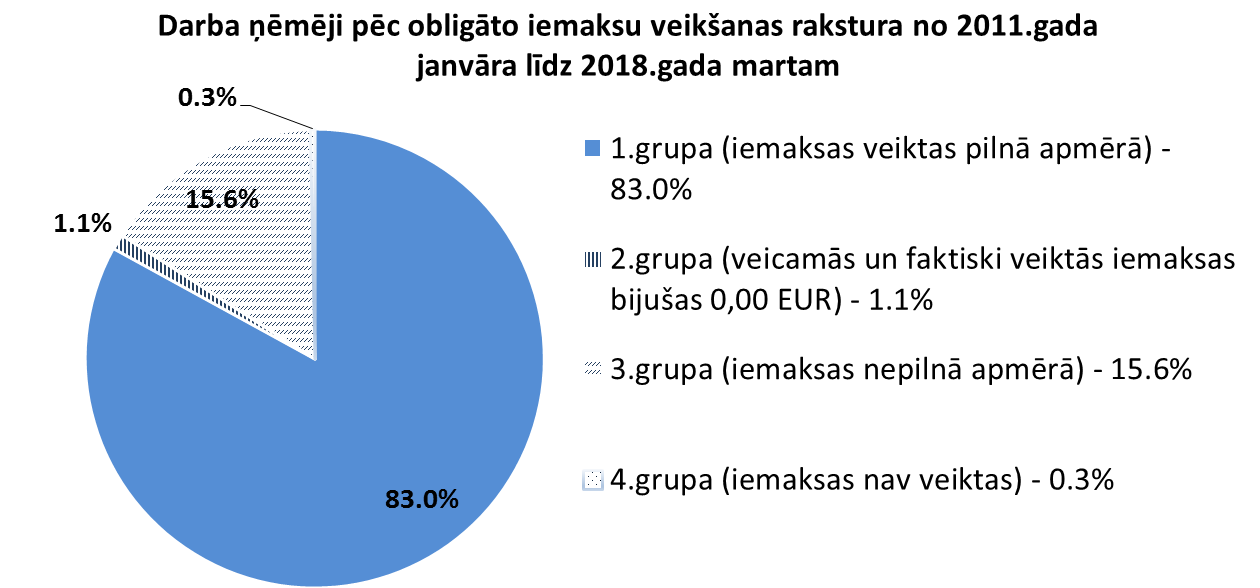 Darba ņēmēji pēc obligāto iemaksu veikšanas rakstura no 2011.gada
janvāra līdz 2018.gada martam
0.3%
15.6%
1.1%
83.0%
1.grupa (iemaksas veiktas pilnā apmērā) -
83.0%
2.grupa (veicamās un faktiski veiktās iemaksas
bijušas 0,00 EUR) - 1.1%
3.grupa (iemaksas nepilnā apmērā) - 15.6%
4.grupa (iemaksas nav veiktas) - 0.3%